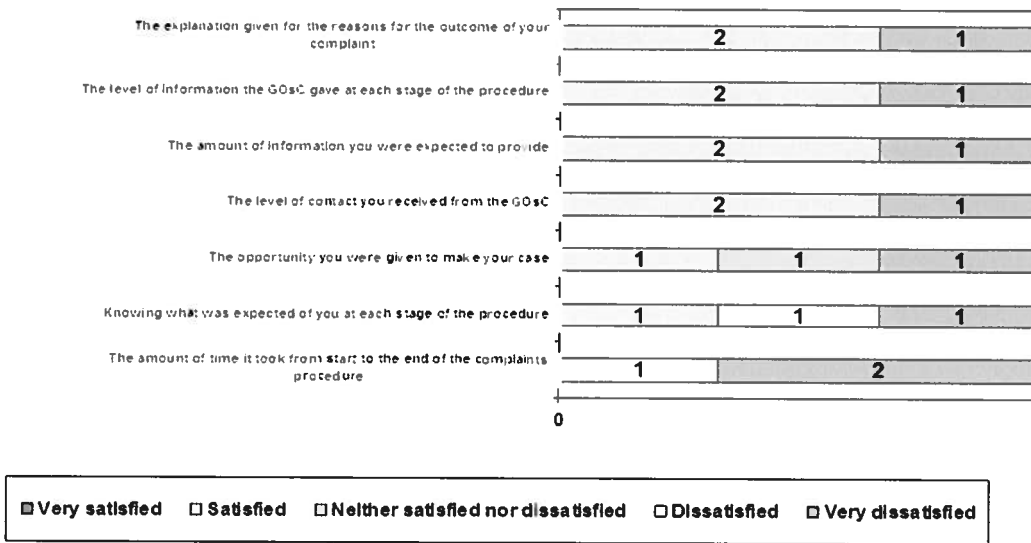 The explanation given for the reasons for the outcome of your
complaint
2 1
The level of information the GOsC gave at each stage of the procedure
2 1
The amount of information you were expected to provide
2 1
The level of contact you received from the GOsC
2 1
The opportunity you were given to make your case
1 1 1
Knowing what was expected of you at each stage of the procedure
1 1 1
The amount of time it took from start to the end of the complaints
procedure
1 2
0
Very satisfied Satisfied Neither satisfied nor dissatisfied Dissatisfied Very dissatisfied